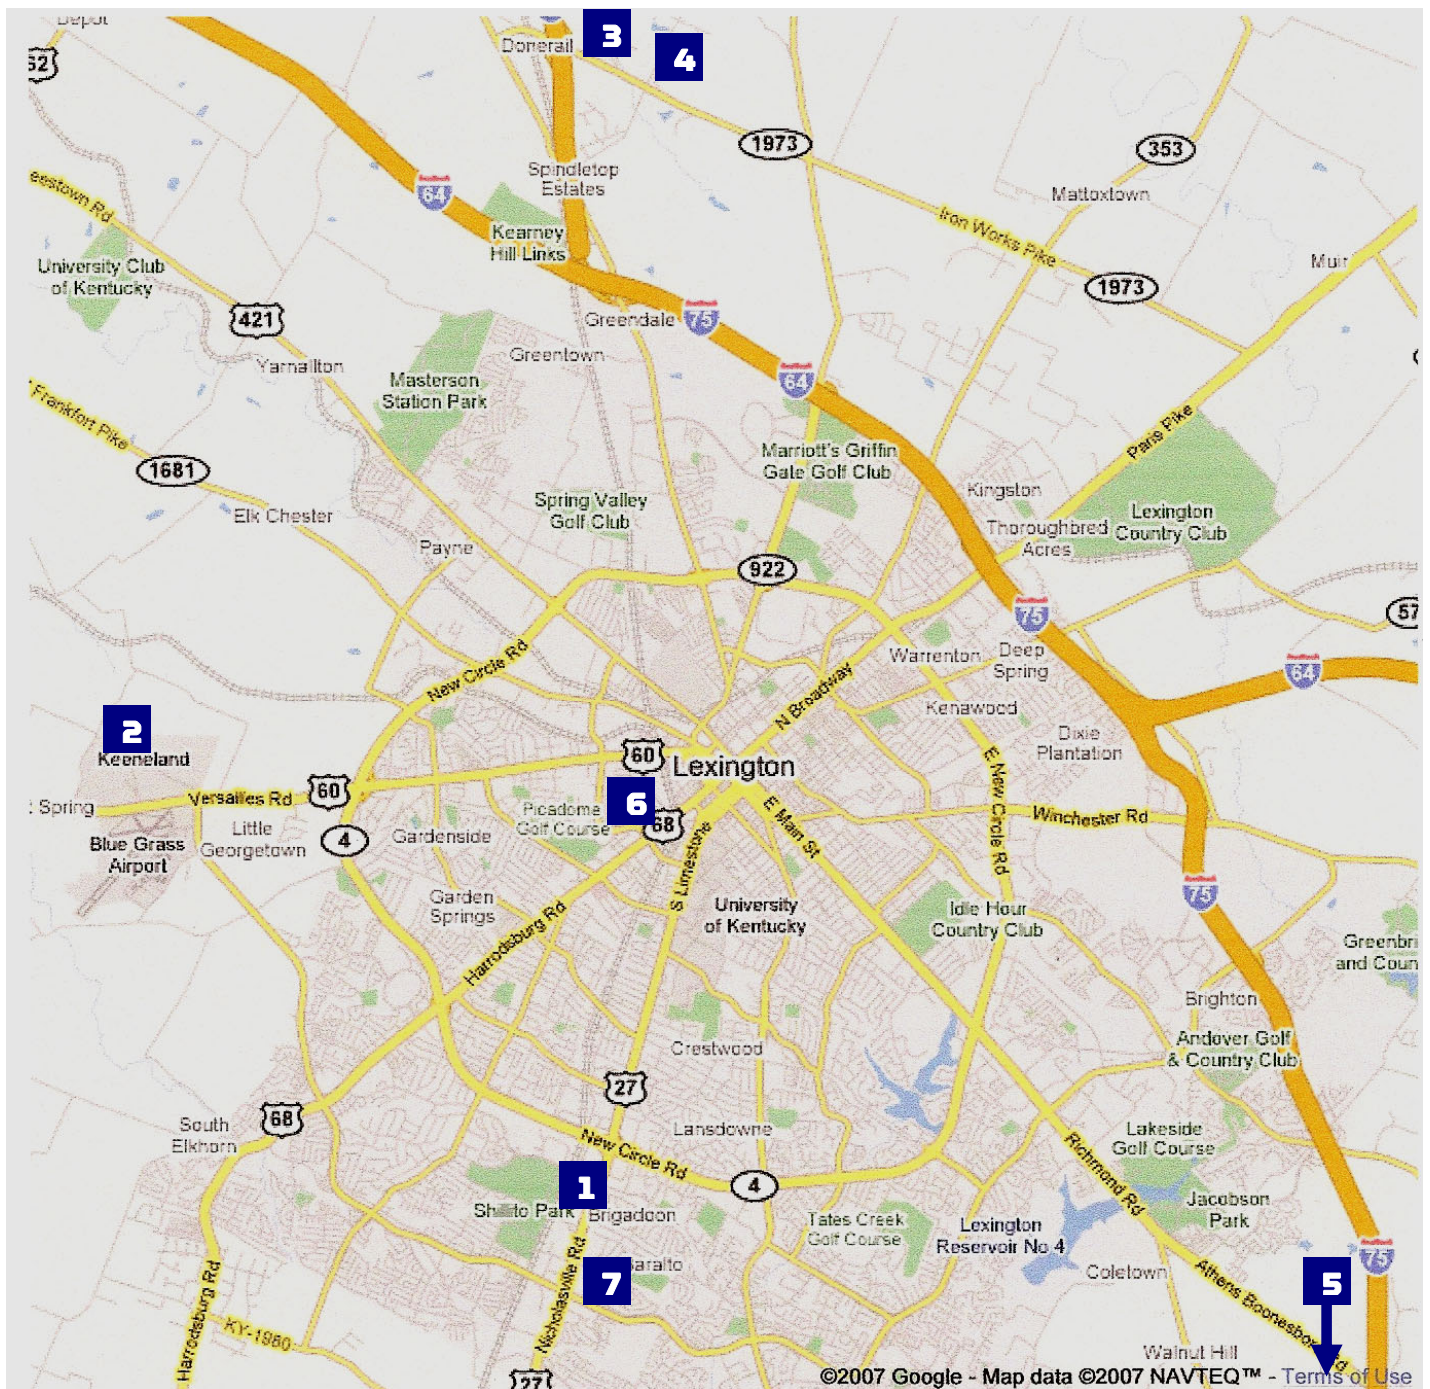 Depot
Donerail
3
4
62
1973
353
Spindletop
Estates
Mattoxtown
64
eestown Rd
Kearney
Hill Links
Iron Works Pike
Muir
University Club
of Kentucky
1973
421
Greendale
75
Yarnallton
Greentown
64
Masterson
Station Park
Frankfort Pike
Paris Pike
1681
Marriott's Griffin
Gate Golf Club
Kingston
Elk Chester
Spring Valley
Golf Club
Thoroughbred
Acres
Lexington
Country Club
Payne
922
75
57
New Circle Rd
Warrenton
Deep
Spring
64
N Broadway
Kenawood
2
Keeneland
60
Lexington
Dixie
Plantation
Spring
Versailles Rd
60
E New Circle Rd
6
Picadome
Golf Course
68
E Main St
Winchester Rd
Blue Grass
Airport
Little
Georgetown
4
Gardenside
S Limestone
75
Garden
Springs
University
of Kentucky
Idle Hour
Country Club
Harrodsburg Rd
Greenbri
and Coun
Brighton
Crestwood
Andover Golf
& Country Club
27
68
South
Elkhorn
Lansdowne
Lakeside
Golf Course
New Circle Rd
Richmond Rd
1
4
Jacobson
Park
Brigadoon
Tates Creek
Golf Course
Lexington
Reservoir No 4
75
7
Coletown
5
Harrodsburg Rd
Nicholasville Rd
KY-1980
Walnut Hill
27
©2007 Google - Map data ©2007 NAVTEQ™ - Terms of Use